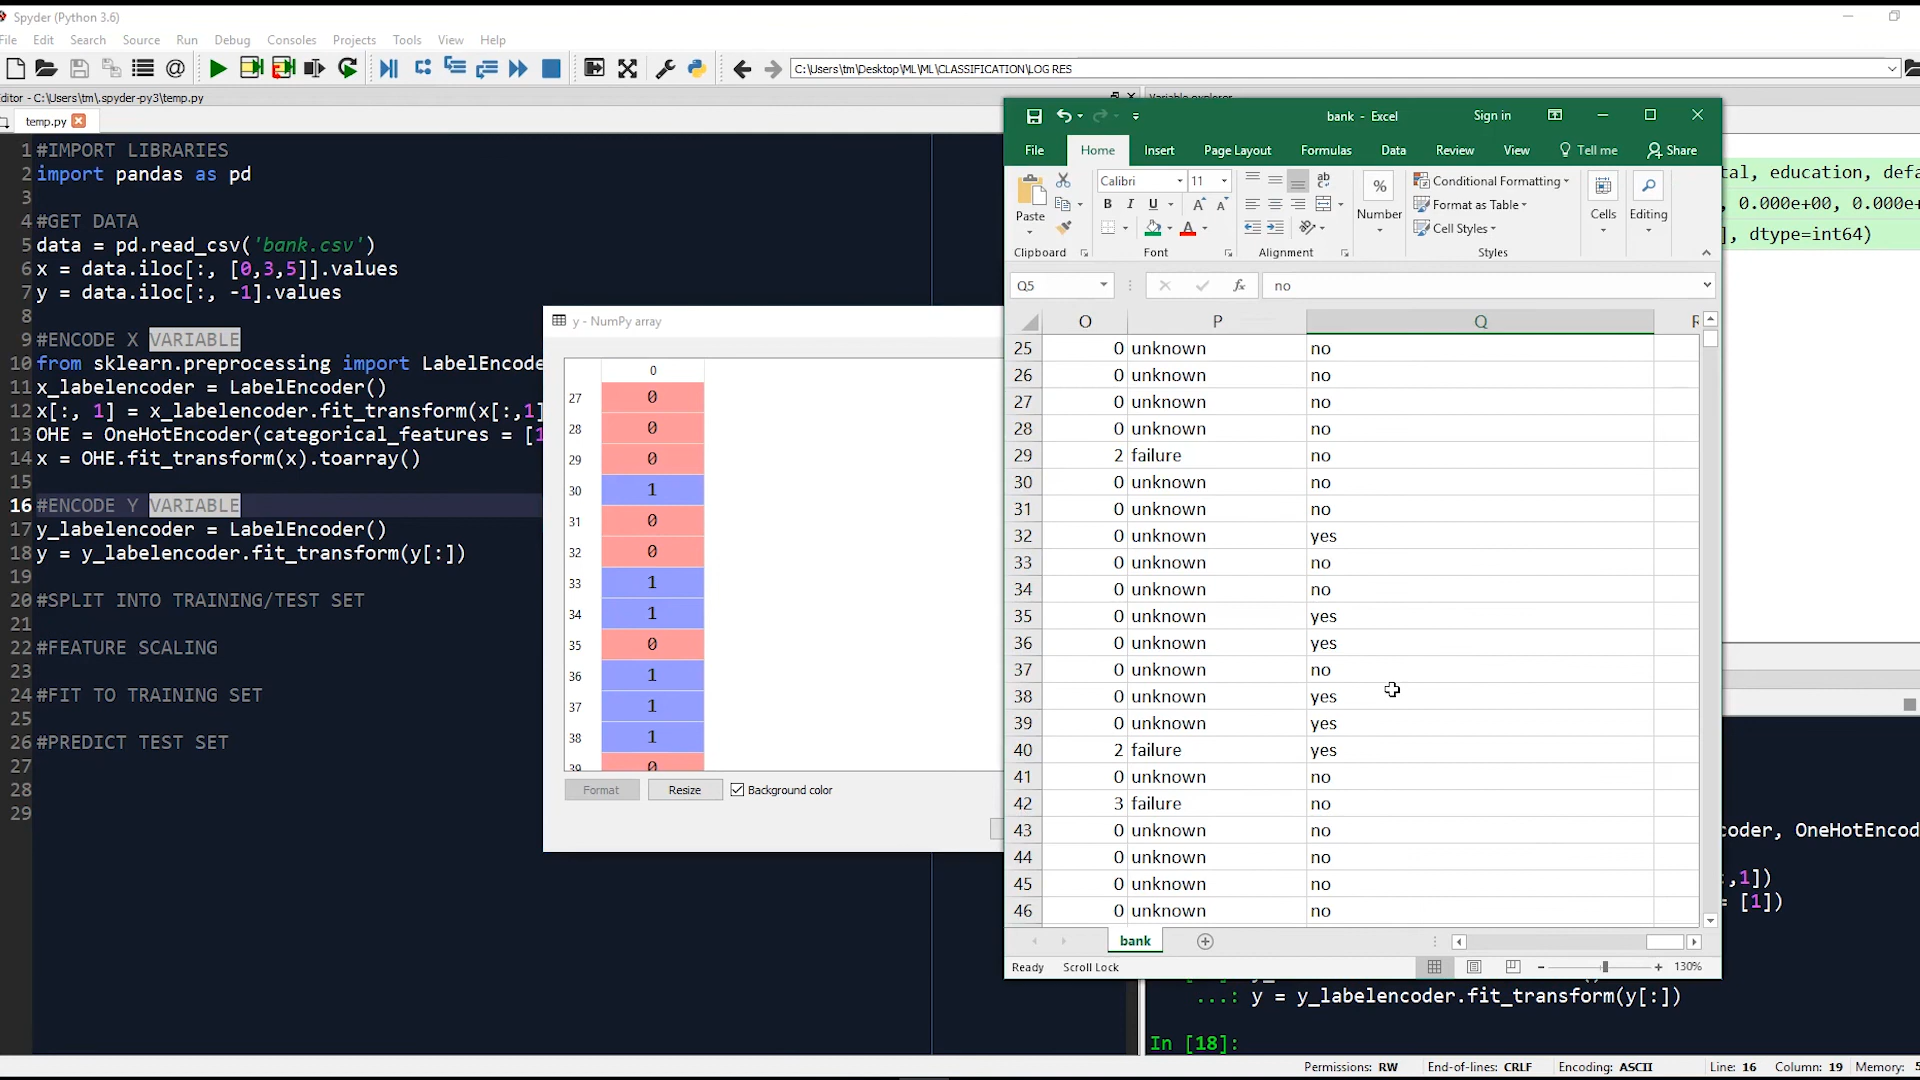 Spyder (Python 3.6)
File Edit Search Source Run Debug Consoles Projects Tools View Help
C:\Users\tm\Desktop\ML\ML\CLASSIFICATION\LOG RES
ditor - C:\Users\tm\.spyder-py3\temp.py
temp.py
1 #IMPORT LIBRARIES
2 import pandas as pd
3
4 #GET DATA
5 data = pd.read_csv('bank.csv')
6 x = data.iloc[:, [0,3,5]].values
7 y = data.iloc[:, -1].values
8
9 #ENCODE X VARIABLE
10 from sklearn.preprocessing import LabelEncode
11 x_labelencoder = LabelEncoder()
12 x[:, 1] = x_labelencoder.fit_transform(x[:,1]
13 OHE = OneHotEncoder(categorical_features = [1
14 x = OHE.fit_transform(x).toarray()
15
16 #ENCODE Y VARIABLE
17 y_labelencoder = LabelEncoder()
18 y = y_labelencoder.fit_transform(y[:])
19
20 #SPLIT INTO TRAINING/TEST SET
21
22 #FEATURE SCALING
23
24 #FIT TO TRAINING SET
25
26 #PREDICT TEST SET
27
28
29
y - NumPy array
0
27 0
28 0
29 0
30 1
31 0
32 0
33 1
34 1
35 0
36 1
37 1
38 1
39 0
Format Resize Background color
Variable explorer
bank - Excel
Sign in
File Home Insert Page Layout Formulas Data Review View Tell me Share
Calibri 11
Paste
% Number
Conditional Formatting
Format as Table
Cell Styles
Cells Editing
Clipboard Font Alignment Styles
Q5 fx no
O P Q R
25 0 unknown no
26 0 unknown no
27 0 unknown no
28 0 unknown no
29 2 failure no
30 0 unknown no
31 0 unknown no
32 0 unknown yes
33 0 unknown no
34 0 unknown no
35 0 unknown yes
36 0 unknown yes
37 0 unknown no
38 0 unknown yes
39 0 unknown yes
40 2 failure yes
41 0 unknown no
42 3 failure no
43 0 unknown no
44 0 unknown no
45 0 unknown no
46 0 unknown no
bank
Ready Scroll Lock 130%
tal, education, defa
, 0.000e+00, 0.000e+
], dtype=int64)
coder, OneHotEncod
:,1])
= [1])
...: y = y_labelencoder.fit_transform(y[:])
In [18]:
Permissions: RW End-of-lines: CRLF Encoding: ASCII Line: 16 Column: 19 Memory: